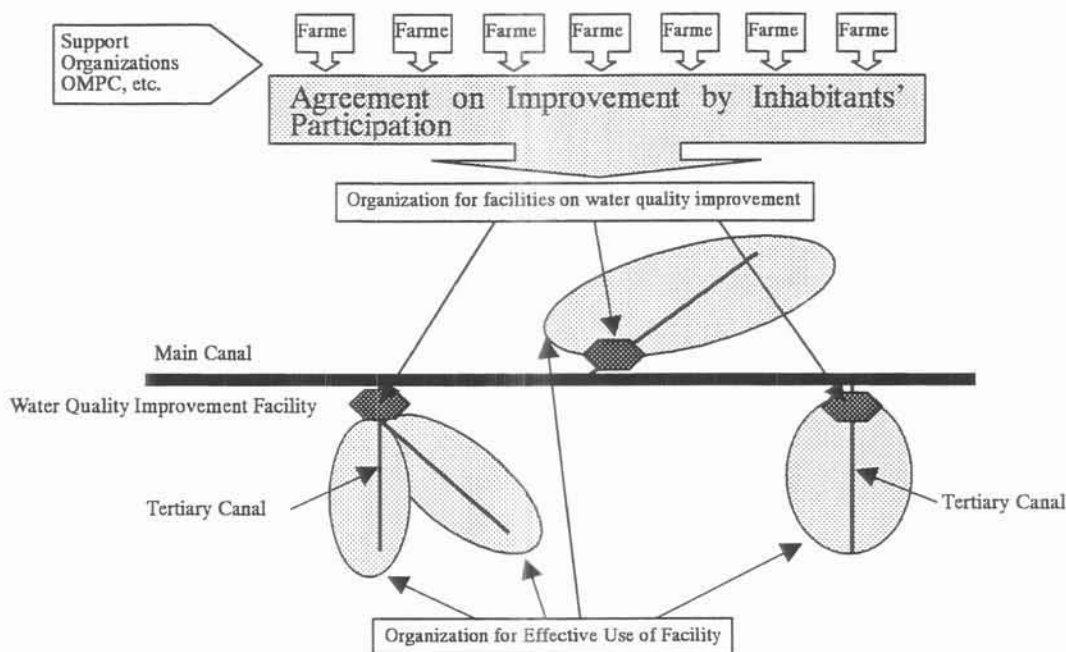 Farme Farme Farme Farme Farme Farme Farme
Support
Organizations
OMPC, etc.
Agreement on Improvement by Inhabitants'
Participation
Organization for facilities on water quality improvement
Main Canal
Water Quality Improvement Facility
Tertiary Canal
Tertiary Canal
Organization for Effective Use of Facility